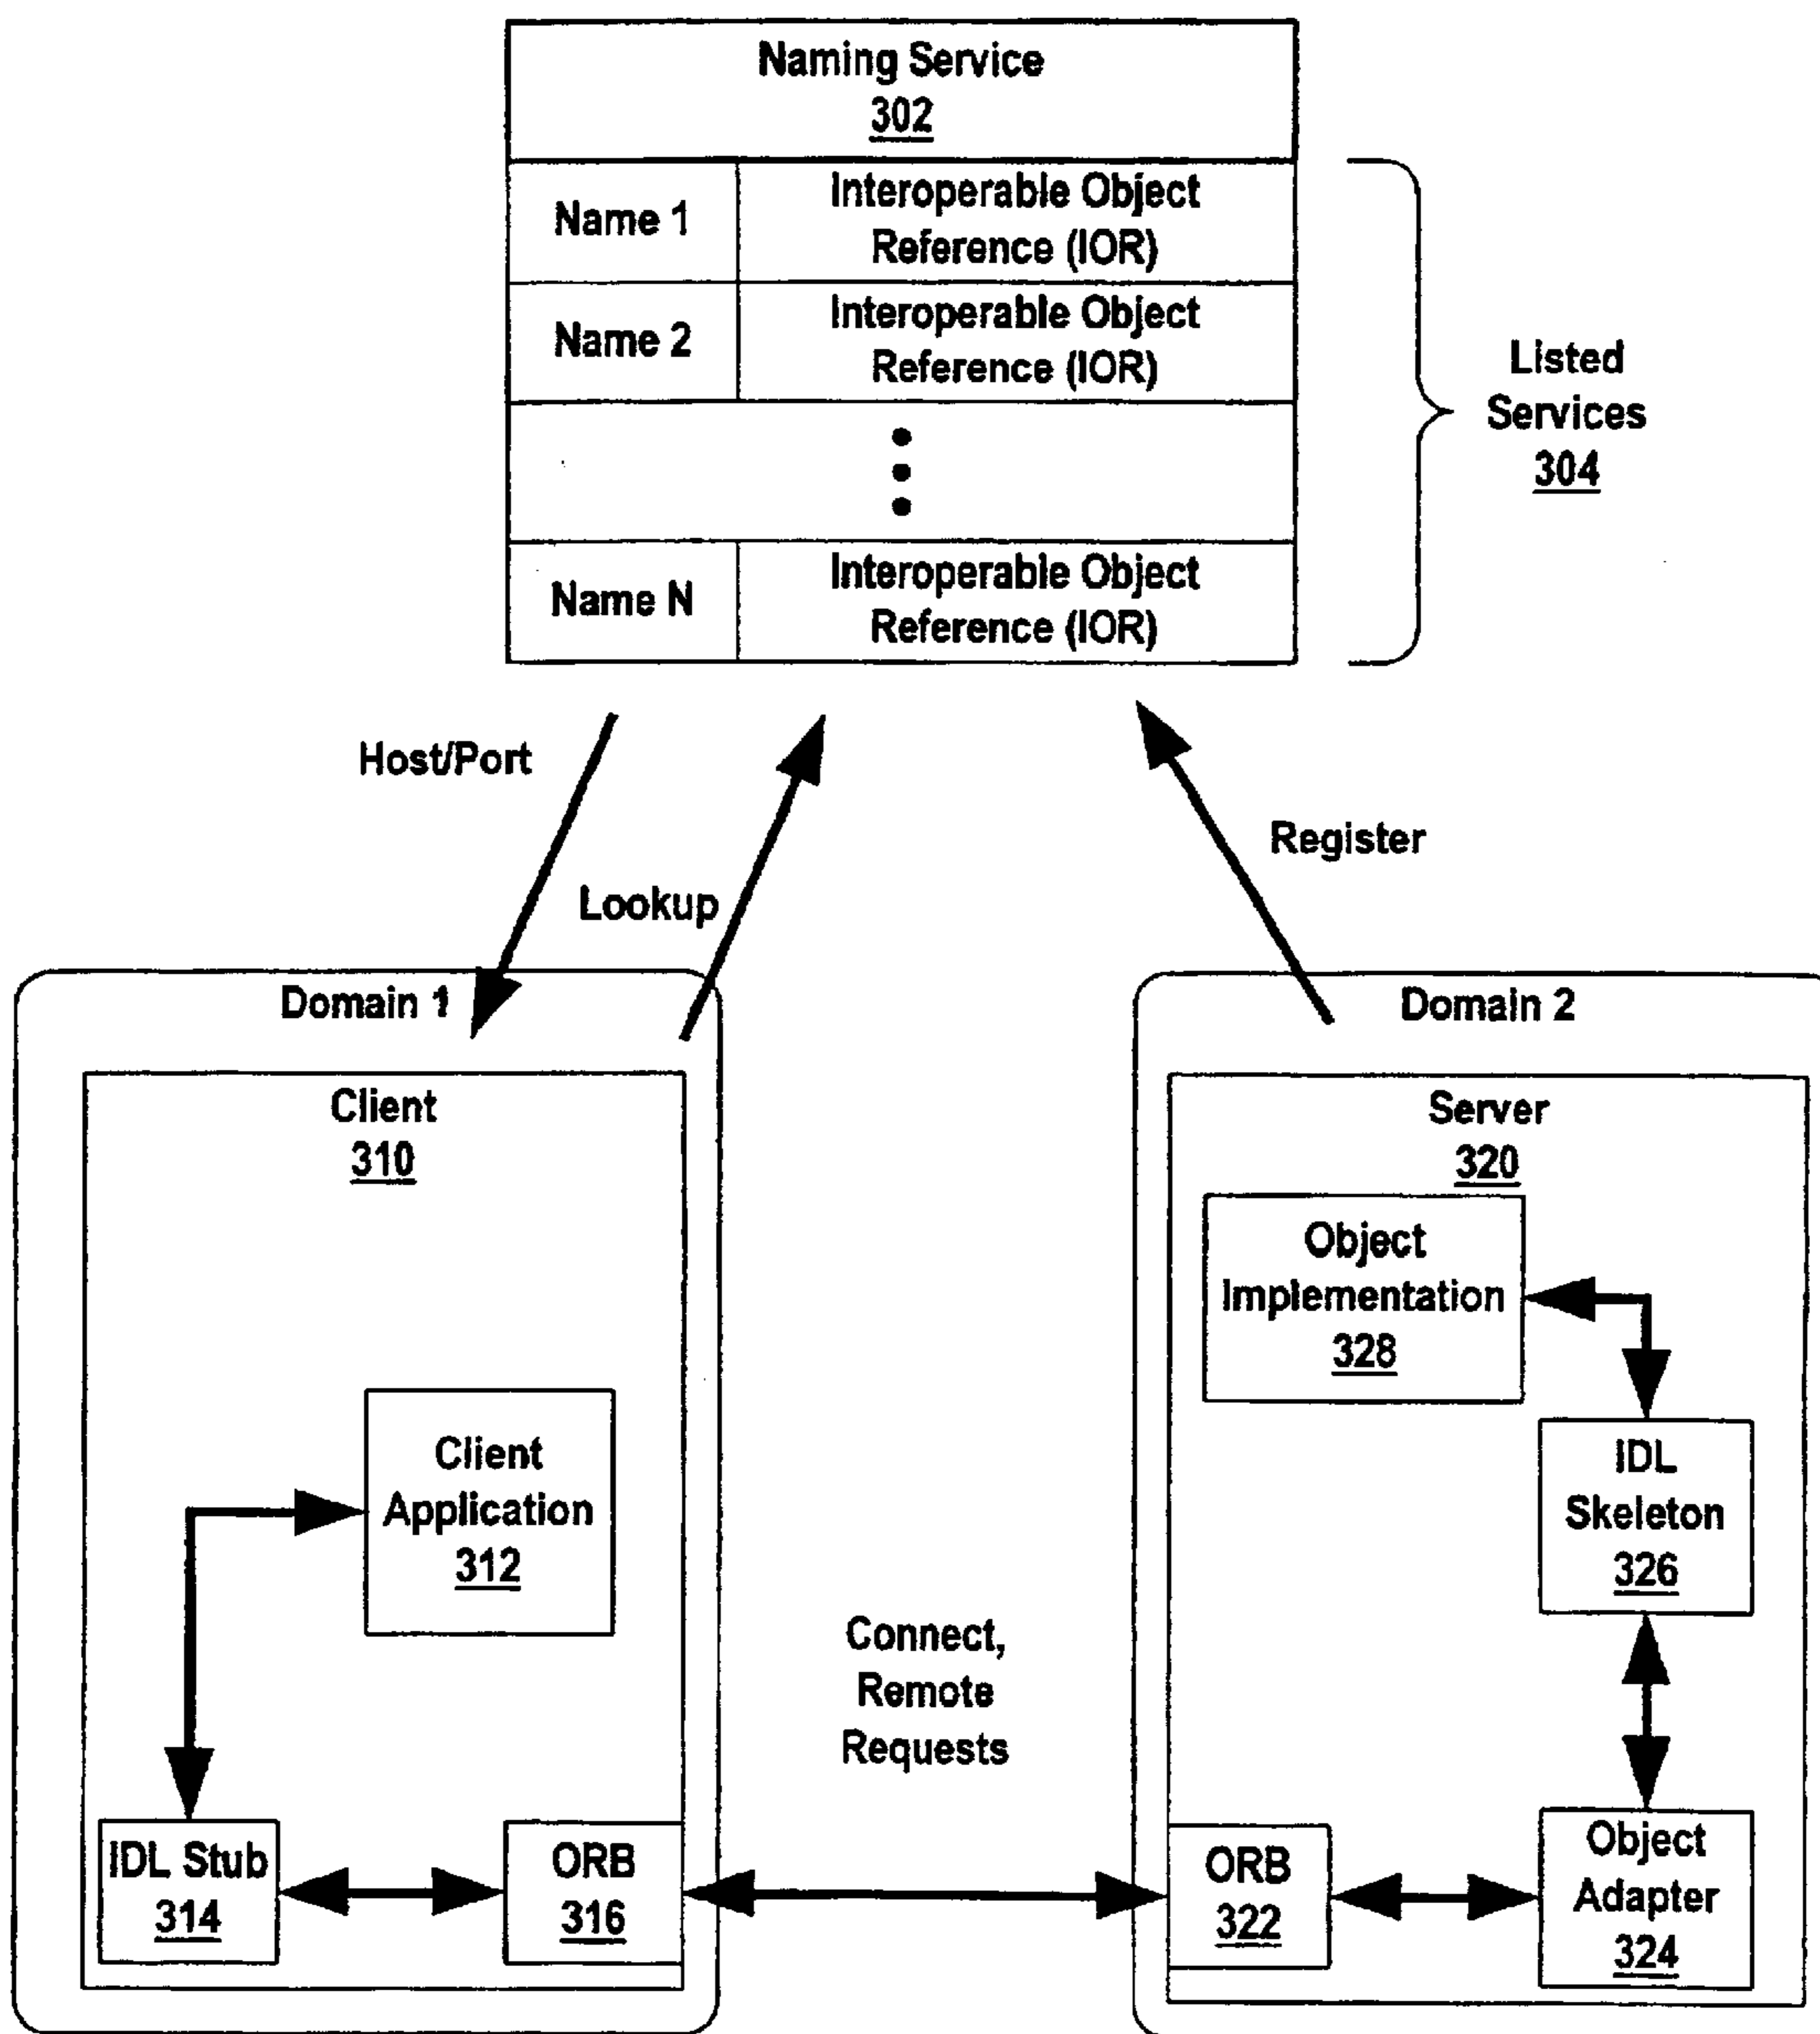 Naming Service
302
Name 1
Interoperable Object
Reference (IOR)
Name 2
Interoperable Object
Reference (IOR)
Name N
Interoperable Object
Reference (IOR)
Listed
Services
304
Host/Port
Lookup
Register
Domain 1
Client
310
Client
Application
312
IDL Stub
314
ORB
316
Connect,
Remote
Requests
Domain 2
Server
320
Object
Implementation
328
IDL
Skeleton
326
ORB
322
Object
Adapter
324